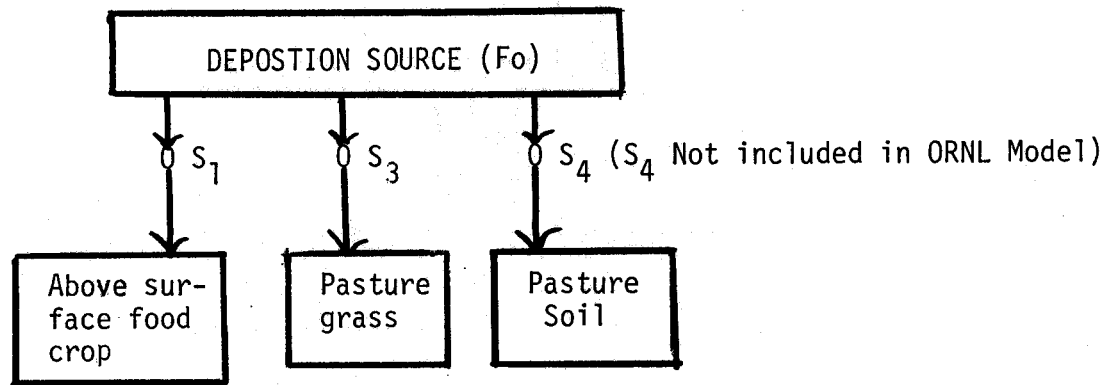 DEPOSTION SOURCE (Fo)
S1
S3
S4 (S4 Not included in ORNL Model)
Above sur-
face food
crop
Pasture
grass
Pasture
Soil